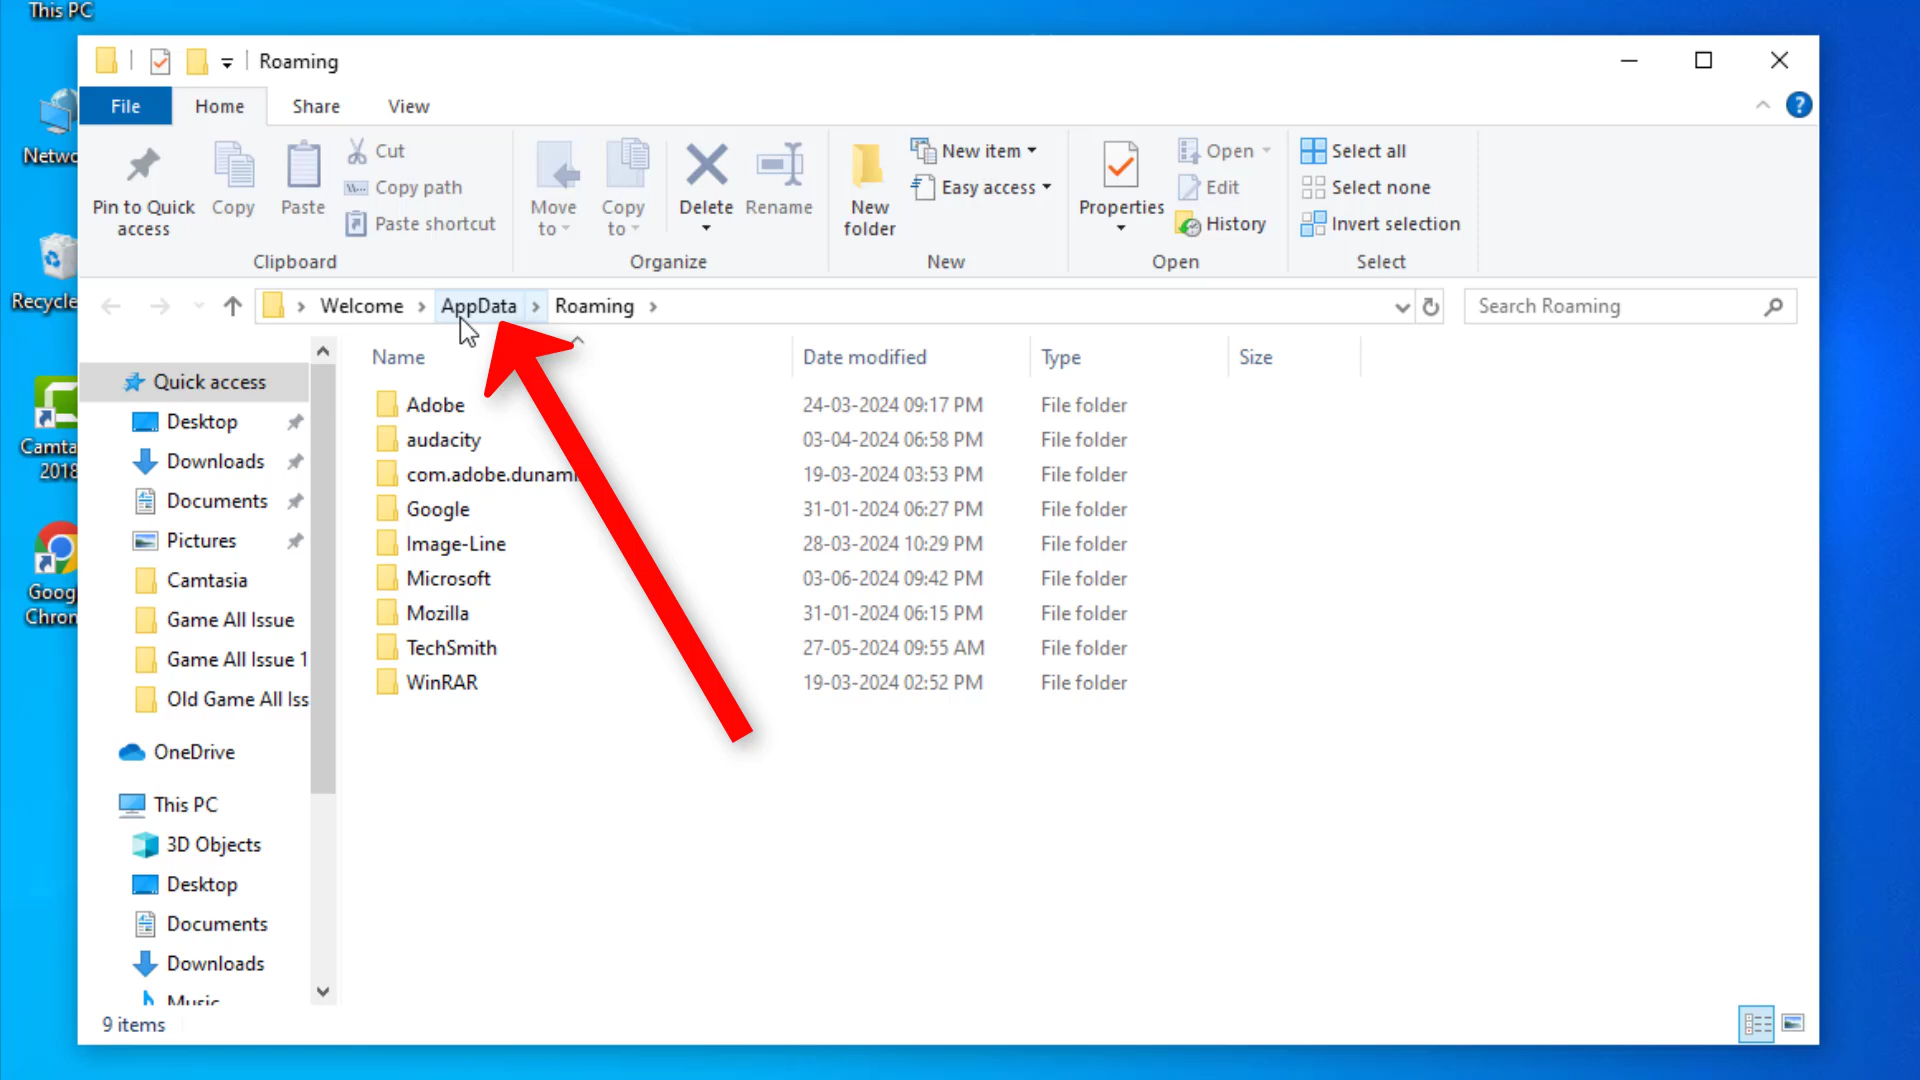 This PC
Roaming
File Home Share View
Pin to Quick access
Copy
Paste
Cut
Copy path
Paste shortcut
Clipboard
Move to
Copy to
Delete
Rename
Organize
New folder
New item
Easy access
New
Properties
Open
Edit
History
Open
Select all
Select none
Invert selection
Select
Welcome AppData Roaming
Search Roaming
Netwo
Recycle
Camta
2018
Goog
Chron
Quick access
Desktop
Downloads
Documents
Pictures
Camtasia
Game All Issue
Game All Issue 1
Old Game All Iss
OneDrive
This PC
3D Objects
Desktop
Documents
Downloads
Music
Name Date modified Type Size
Adobe 24-03-2024 09:17 PM File folder
audacity 03-04-2024 06:58 PM File folder
com.adobe.dunam 19-03-2024 03:53 PM File folder
Google 31-01-2024 06:27 PM File folder
Image-Line 28-03-2024 10:29 PM File folder
Microsoft 03-06-2024 09:42 PM File folder
Mozilla 31-01-2024 06:15 PM File folder
TechSmith 27-05-2024 09:55 AM File folder
WinRAR 19-03-2024 02:52 PM File folder
9 items